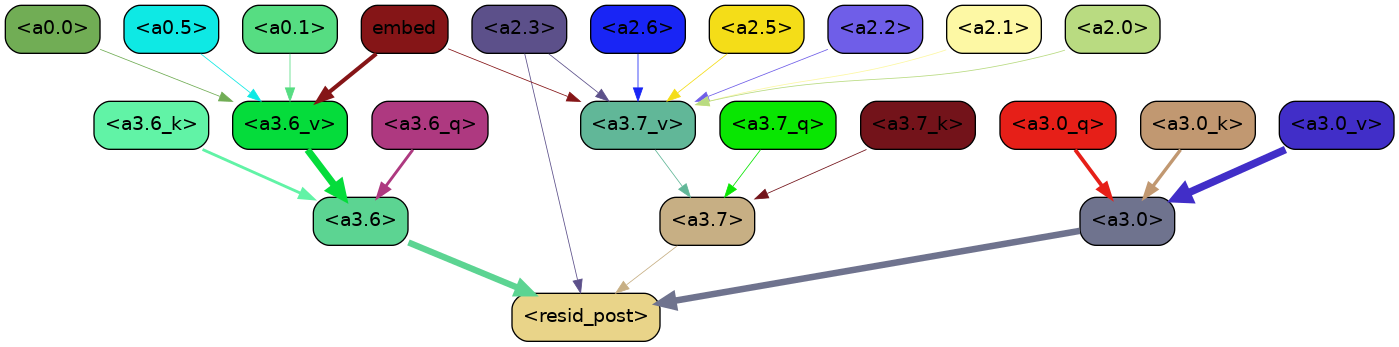 <a0.0> <a0.5> <a0.1> embed <a2.3> <a2.6> <a2.5> <a2.2> <a2.1> <a2.0>
<a3.6_k> <a3.6_v> <a3.6_q> <a3.7_v> <a3.7_q> <a3.7_k> <a3.0_q> <a3.0_k> <a3.0_v>
<a3.6> <a3.7> <a3.0>
<resid_post>